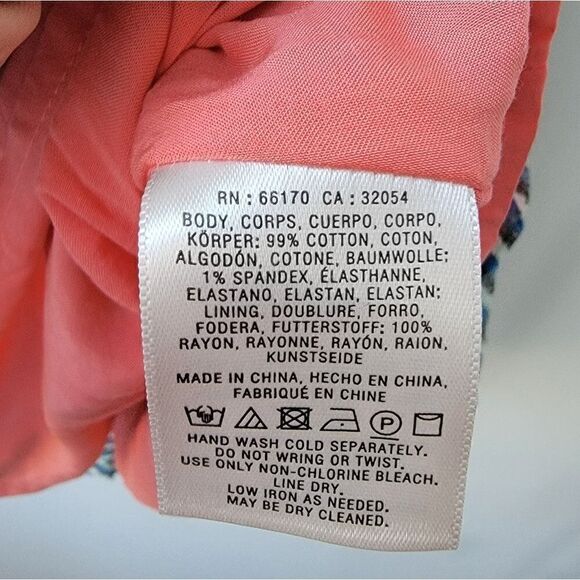 RN : 66170 CA : 32054
BODY, CORPS, CUERPO, CORPO,
KÖRPER: 99% COTTON, COTON,
ALGODÓN, COTONE, BAUMWOLLE;
1% SPANDEX, ÉLASTHANNE,
ELASTANO, ELASTAN, ELASTAN;
LINING, DOUBLURE, FORRO,
FODERA, FUTTERSTOFF: 100%
RAYON, RAYONNE, RAYÓN, RAION,
KUNSTSEIDE
MADE IN CHINA, HECHO EN CHINA,
FABRIQUÉ EN CHINE
P
HAND WASH COLD SEPARATELY.
DO NOT WRING OR TWIST.
USE ONLY NON-CHLORINE BLEACH.
LINE DRY.
LOW IRON AS NEEDED.
MAY BE DRY CLEANED.